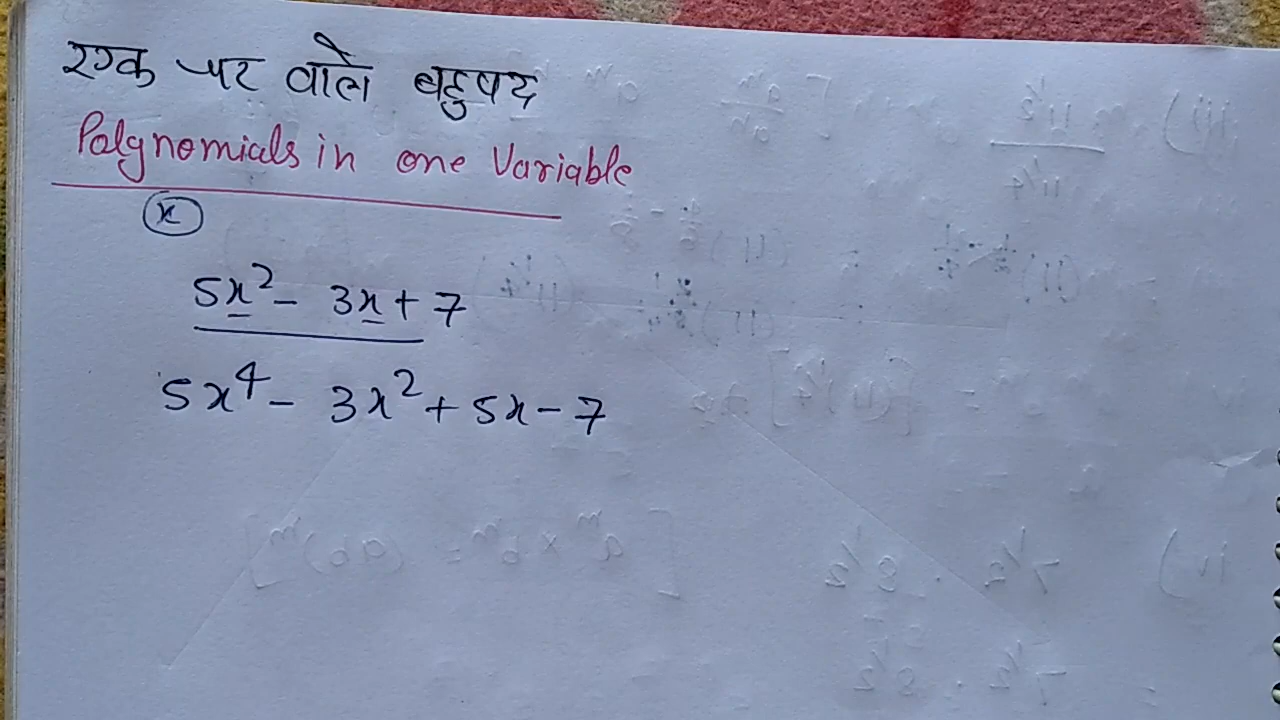 एक चर वाले बहुपद
Polynomials in one Variable
x
5x² - 3x + 7
5x⁴ - 3x² + 5x - 7